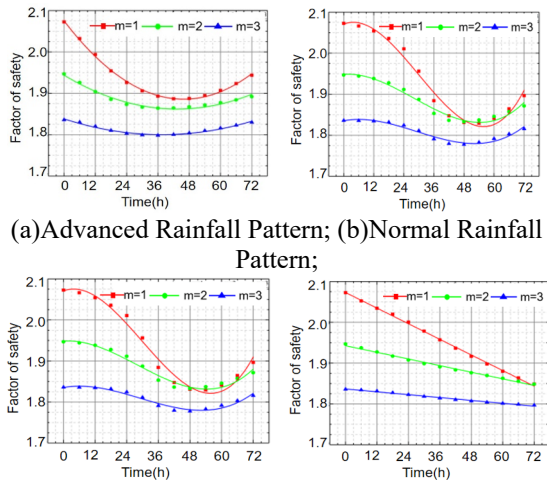 2.1 m=1 m=2 m=3
2.0
1.9
1.8
1.7
Factor of safety
0 12 24 36 48 60 72
Time(h)
2.1 m=1 m=2 m=3
2.0
1.9
1.8
1.7
Factor of safety
0 12 24 36 48 60 72
Time(h)
(a)Advanced Rainfall Pattern; (b)Normal Rainfall
Pattern;
2.1
m=1 m=2 m=3
2.0
1.9
1.8
1.7
Factor of safety
0 12 24 36 48 60 72
Time(h)
2.1
m=1 m=2 m=3
2.0
1.9
1.8
1.7
Factor of safety
0 12 24 36 48 60 72
Time(h)